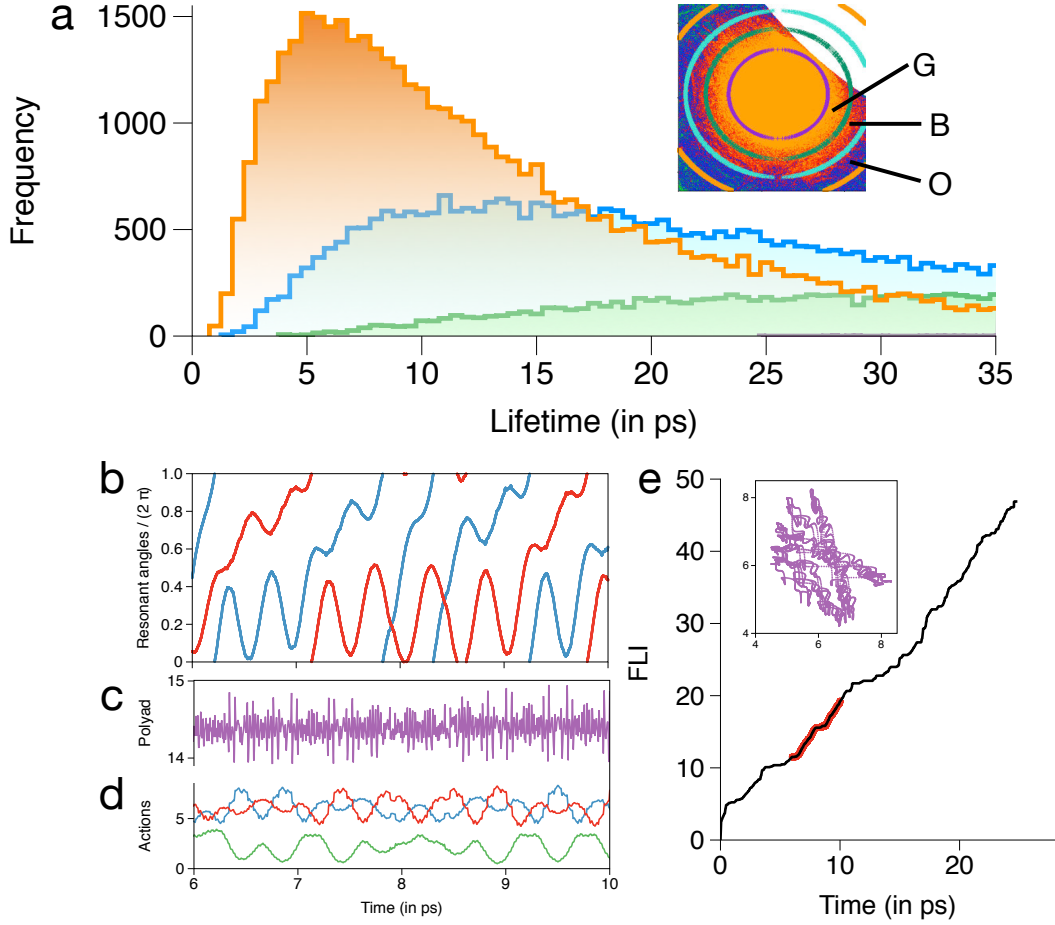 a
Frequency
1500
1000
500
0
0 5 10 15 20 25 30 35
Lifetime (in ps)
G
B
O
b
Resonant angles / (2 π)
1.0
0.8
0.6
0.4
0.2
0
c
Polyad
15
14
d
Actions
5
0
6 7 8 9 10
Time (in ps)
e
FLI
50
40
30
20
10
0
0 10 20
Time (in ps)
8
6
4
4 6 8